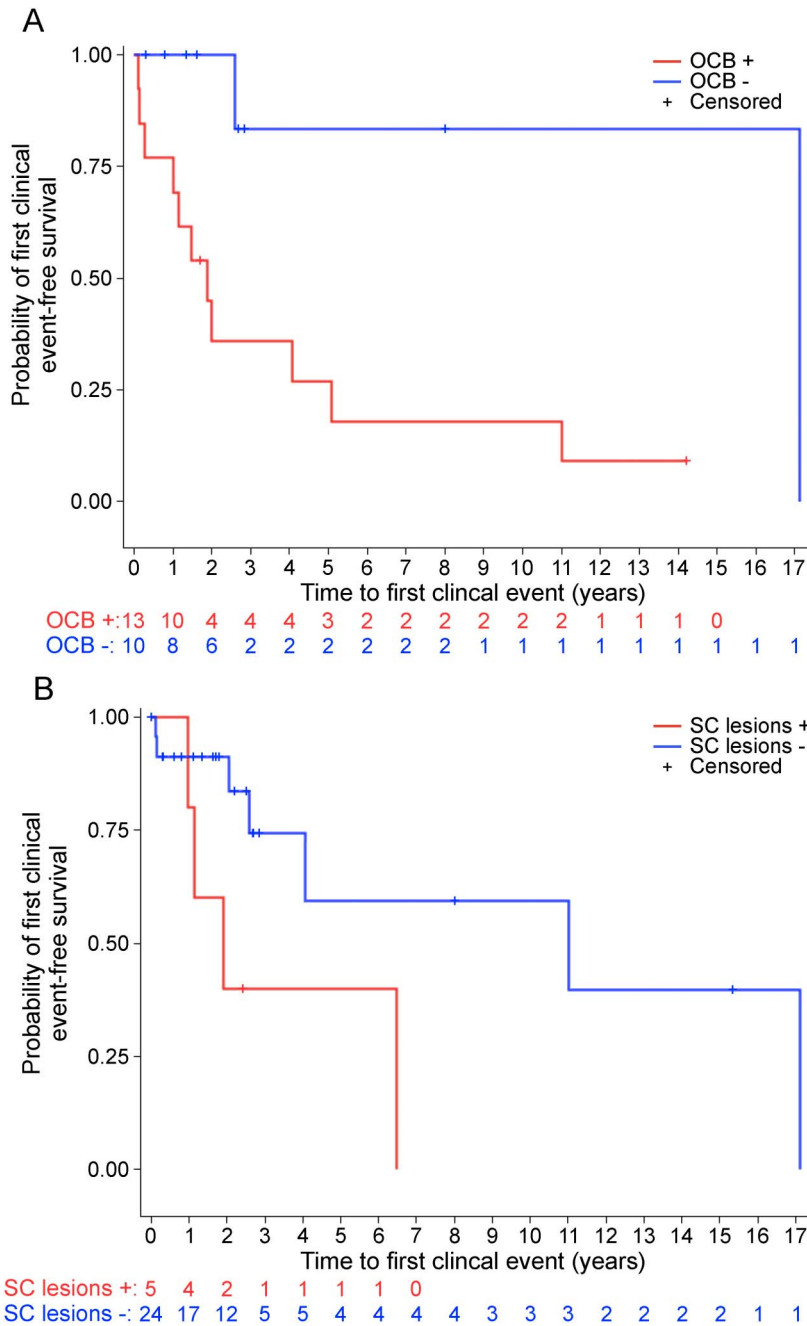 A
1.00
0.75
0.50
0.25
0.00
Probability of first clinical
event-free survival
OCB +
OCB -
+ Censored
0 1 2 3 4 5 6 7 8 9 10 11 12 13 14 15 16 17
Time to first clincal event (years)
OCB +: 13 10 4 4 4 3 2 2 2 2 2 2 1 1 1 0
OCB -: 10 8 6 2 2 2 2 2 2 1 1 1 1 1 1 1 1 1
B
1.00
0.75
0.50
0.25
0.00
Probability of first clinical
event-free survival
SC lesions +
SC lesions -
+ Censored
0 1 2 3 4 5 6 7 8 9 10 11 12 13 14 15 16 17
Time to first clincal event (years)
SC lesions +: 5 4 2 1 1 1 1 0
SC lesions -: 24 17 12 5 5 4 4 4 4 3 3 3 2 2 2 2 1 1